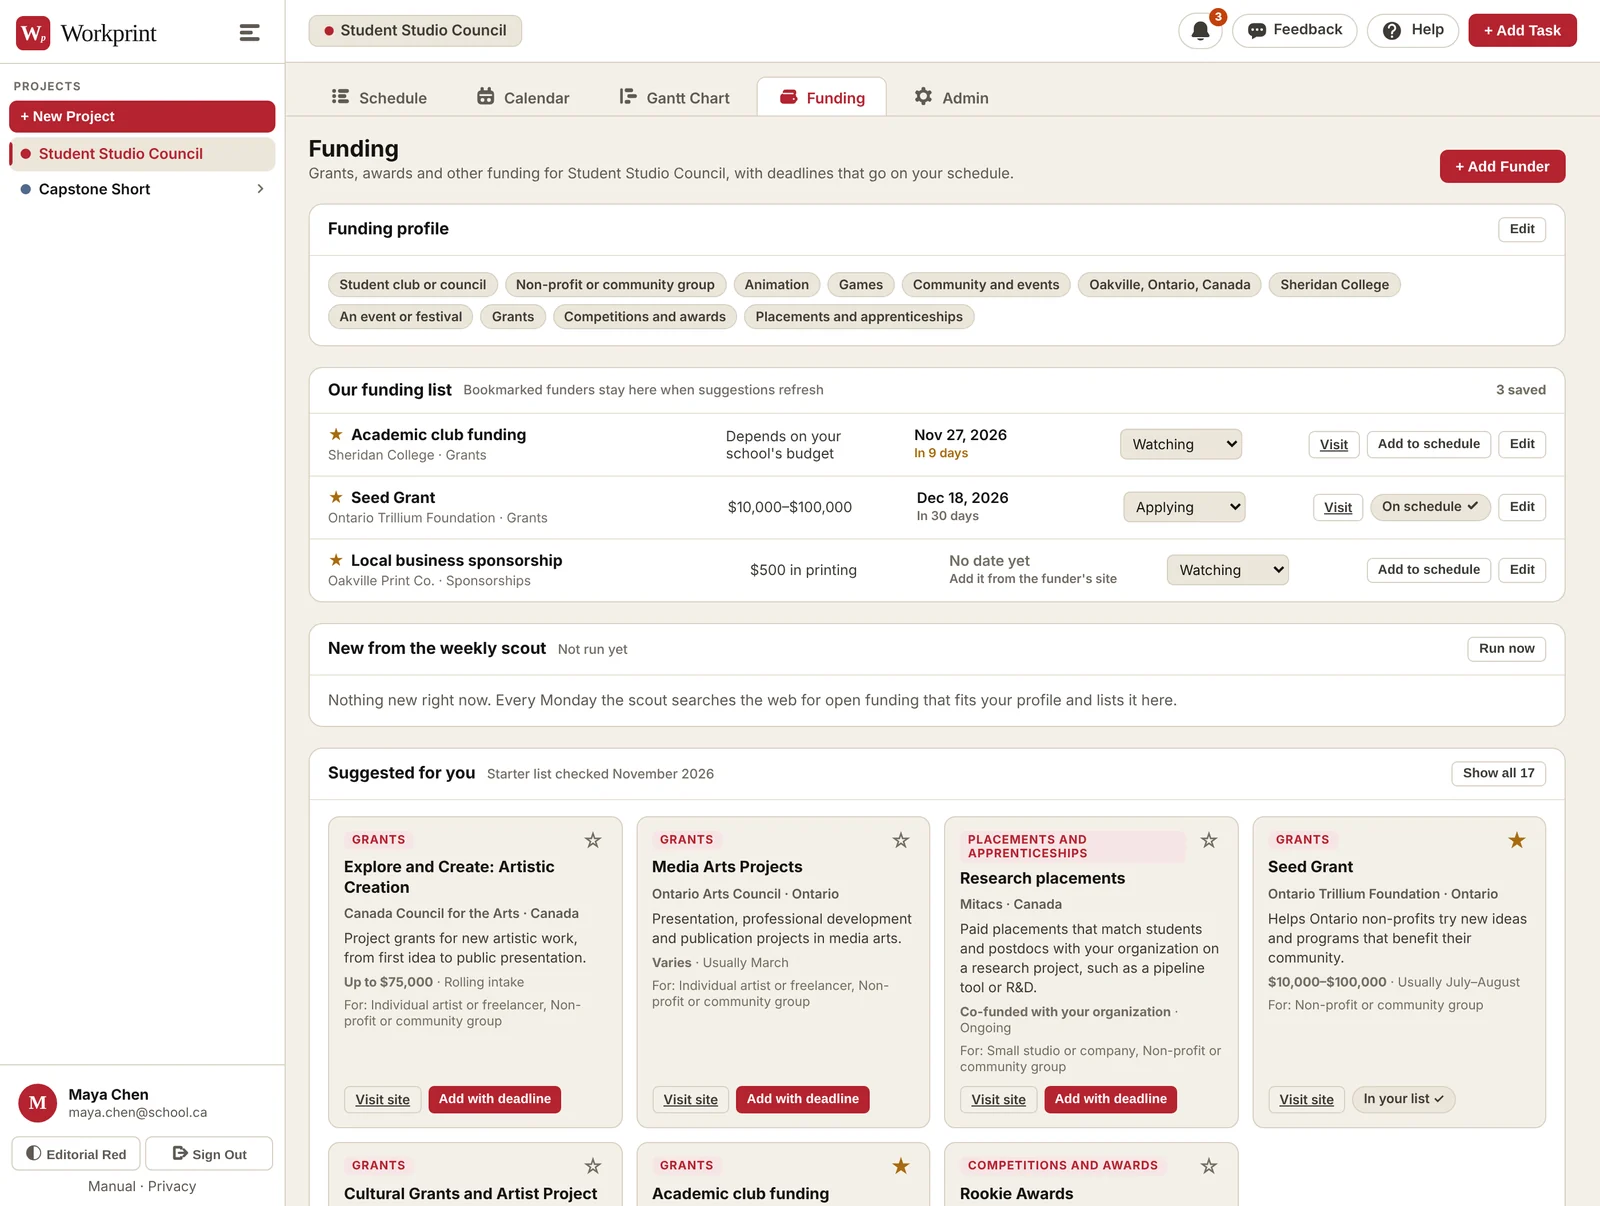 Wp Workprint
PROJECTS
+ New Project
Student Studio Council
Capstone Short
Maya Chen
M
maya.chen@school.ca
Editorial Red
Sign Out
Manual · Privacy
Student Studio Council
3
Feedback
Help
+ Add Task
Schedule
Calendar
Gantt Chart
Funding
Admin
Funding
Grants, awards and other funding for Student Studio Council, with deadlines that go on your schedule.
+ Add Funder
Funding profile
Edit
Student club or council
Non-profit or community group
Animation
Games
Community and events
Oakville, Ontario, Canada
Sheridan College
An event or festival
Grants
Competitions and awards
Placements and apprenticeships
Our funding list
Bookmarked funders stay here when suggestions refresh
3 saved
★ Academic club funding
Sheridan College · Grants
Depends on your
school's budget
Nov 27, 2026
In 9 days
Watching
Visit
Add to schedule
Edit
★ Seed Grant
Ontario Trillium Foundation · Grants
$10,000–$100,000
Dec 18, 2026
In 30 days
Applying
Visit
On schedule ✓
Edit
★ Local business sponsorship
Oakville Print Co. · Sponsorships
$500 in printing
No date yet
Add it from the funder's site
Watching
Add to schedule
Edit
New from the weekly scout
Not run yet
Run now
Nothing new right now. Every Monday the scout searches the web for open funding that fits your profile and lists it here.
Suggested for you
Starter list checked November 2026
Show all 17
GRANTS
Explore and Create: Artistic
Creation
Canada Council for the Arts · Canada
Project grants for new artistic work,
from first idea to public presentation.
Up to $75,000 · Rolling intake
For: Individual artist or freelancer, Non-
profit or community group
Visit site
Add with deadline
GRANTS
Media Arts Projects
Ontario Arts Council · Ontario
Presentation, professional development
and publication projects in media arts.
Varies · Usually March
For: Individual artist or freelancer, Non-
profit or community group
Visit site
Add with deadline
PLACEMENTS AND
APPRENTICESHIPS
Research placements
Mitacs · Canada
Paid placements that match students
and postdocs with your organization on
a research project, such as a pipeline
tool or R&D.
Co-funded with your organization ·
Ongoing
For: Small studio or company, Non-profit or
community group
Visit site
Add with deadline
GRANTS
Seed Grant
Ontario Trillium Foundation · Ontario
Helps Ontario non-profits try new ideas
and programs that benefit their
community.
$10,000–$100,000 · Usually July–August
For: Non-profit or community group
Visit site
In your list ✓
GRANTS
Cultural Grants and Artist Project
GRANTS
Academic club funding
COMPETITIONS AND AWARDS
Rookie Awards